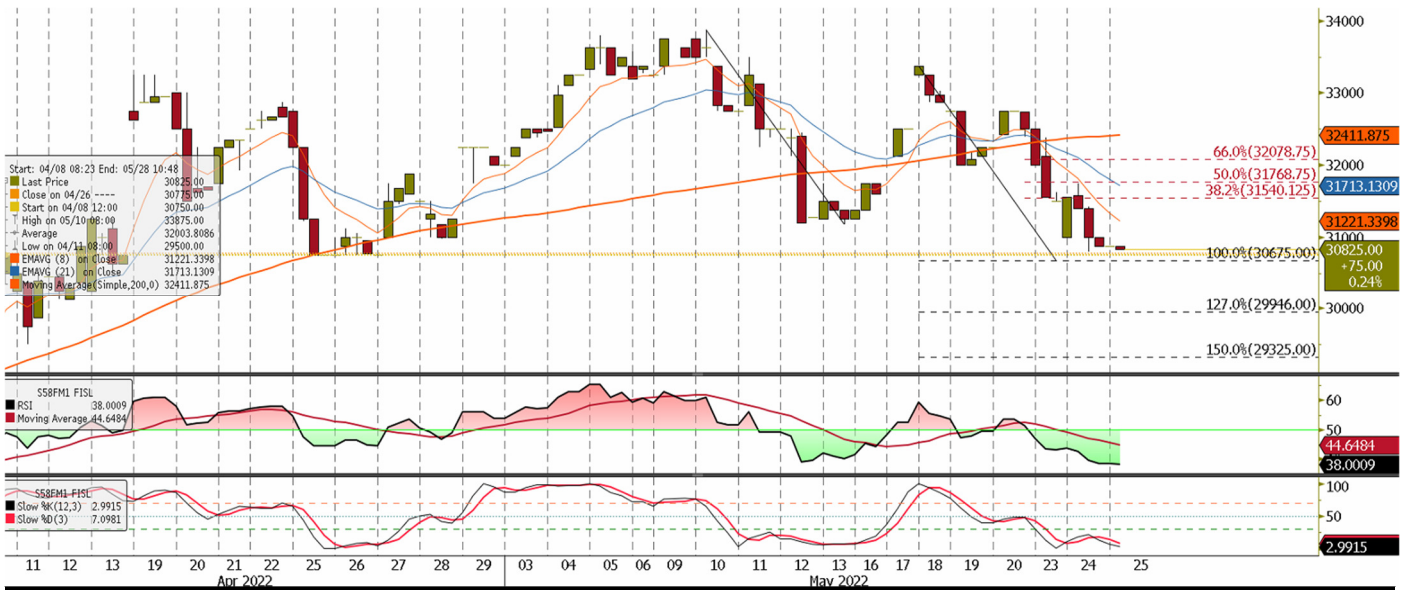 34000
33000
32411.875
66.0%(32078.75)
32000
50.0%(31768.75)
31713.1309
38.2%(31540.125)
31221.3398
31000
30825.00
+75.00
0.24%
100.0%(30675.00)
127.0%(29946.00)
30000
150.0%(29325.00)
Start: 04/08 08:23 End: 05/28 10:48
Last Price 30825.00
Close on 04/26 ---- 30775.00
Start on 04/08 12:00 30750.00
High on 05/10 08:00 33875.00
Average 32003.8086
Low on 04/11 08:00 29500.00
EMAVG (8) on Close 31221.3398
EMAVG (21) on Close 31713.1309
Moving Average(Simple,200,0) 32411.875
S58FM1 FISL
RSI 38.0009
Moving Average 44.6484
60
50
44.6484
38.0009
S58FM1 FISL
Slow %K(12,3) 2.9915
Slow %D(3) 7.0981
100
50
2.9915
11 12 13 19 20 21 22 25 26 27 28 29 03 04 05 06 09 10 11 12 13 16 17 18 19 20 23 24 25
Apr 2022 May 2022